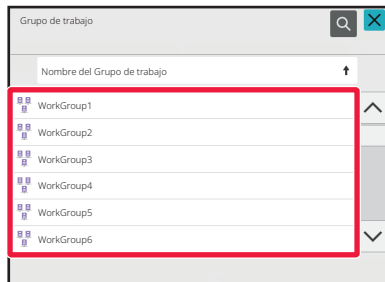 Grupo de trabajo
Nombre del Grupo de trabajo
WorkGroup1
WorkGroup2
WorkGroup3
WorkGroup4
WorkGroup5
WorkGroup6